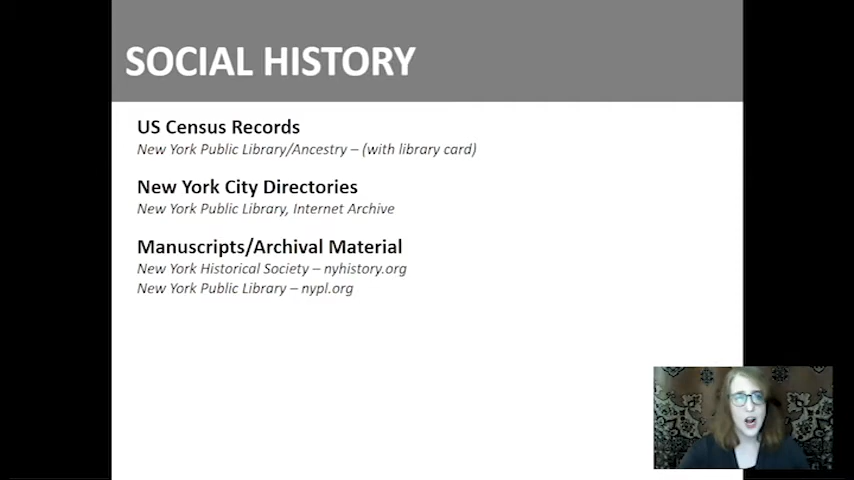 SOCIAL HISTORY
US Census Records
New York Public Library/Ancestry – (with library card)
New York City Directories
New York Public Library, Internet Archive
Manuscripts/Archival Material
New York Historical Society – nyhistory.org
New York Public Library – nypl.org